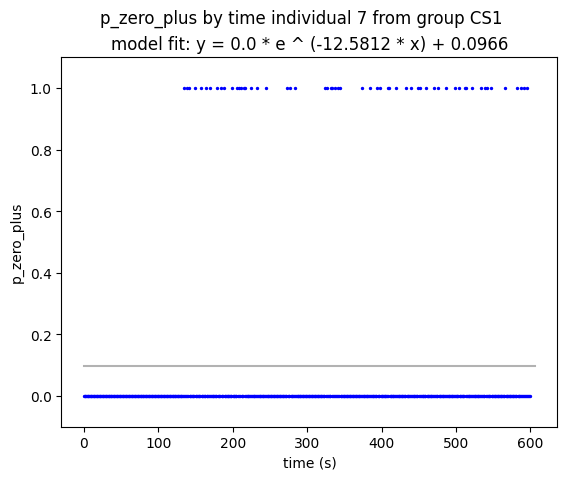 p_zero_plus by time individual 7 from group CS1
model fit: y = 0.0 * e ^ (-12.5812 * x) + 0.0966
1.0
0.8
0.6
0.4
0.2
0.0
p_zero_plus
0 100 200 300 400 500 600
time (s)